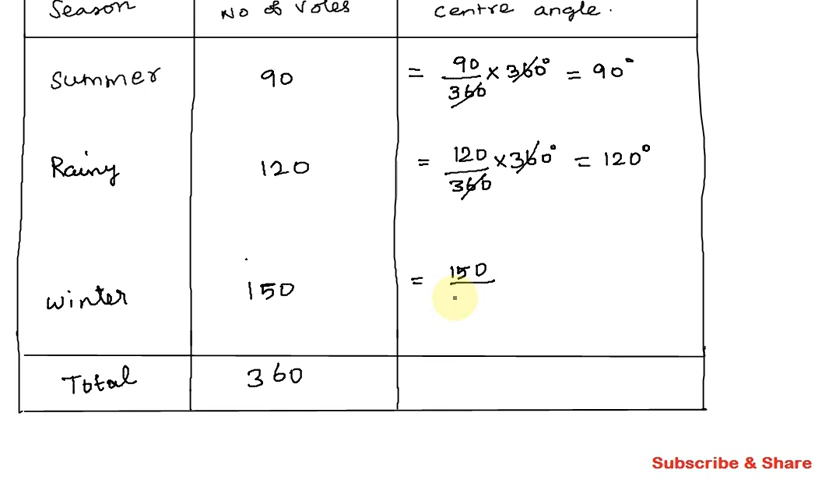 Season No of Votes centre angle.
Summer 90 = 90/360 × 360° = 90°
Rainy 120 = 120/360 × 360° = 120°
winter 150 = 150/
Total 360
Subscribe & Share